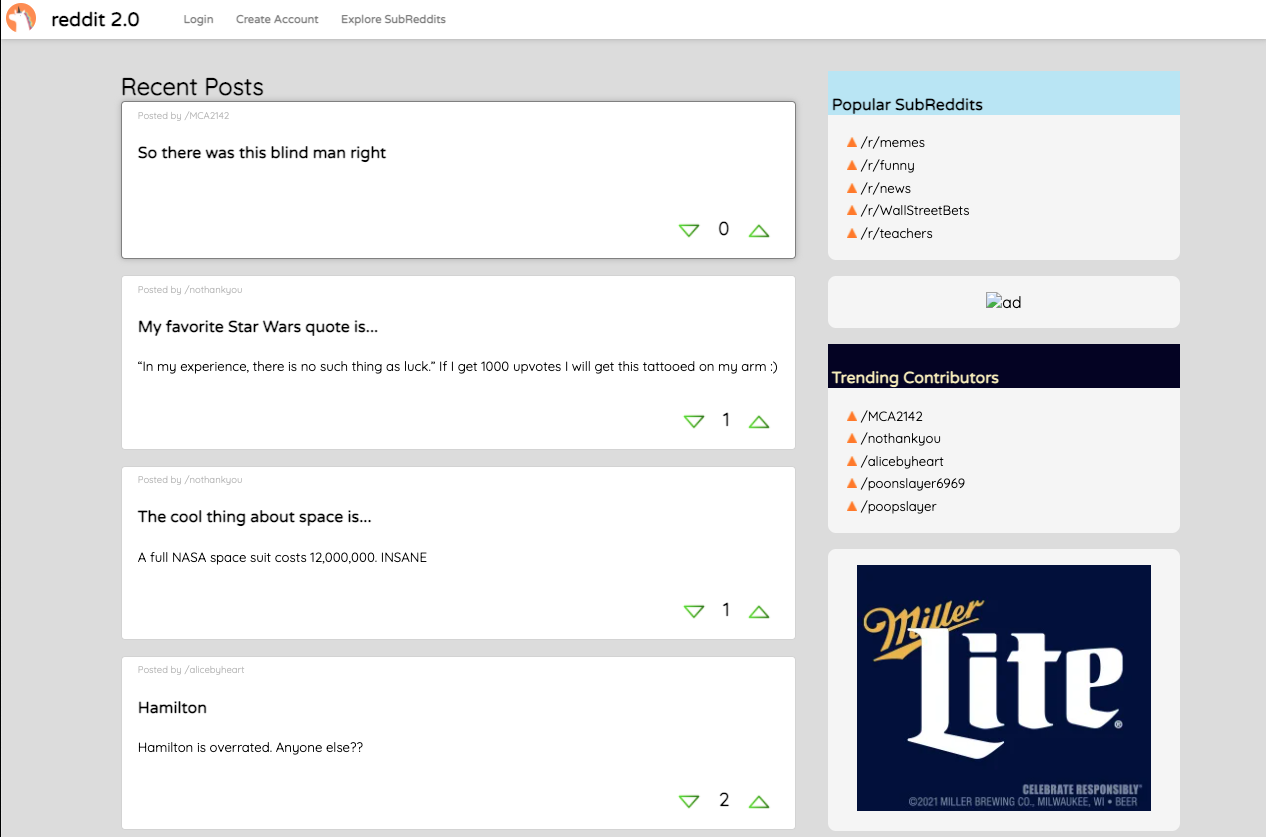 reddit 2.0
Login
Create Account
Explore SubReddits
Recent Posts
Posted by /MCA2142
So there was this blind man right
0
Posted by /nothankyou
My favorite Star Wars quote is...
“In my experience, there is no such thing as luck.” If I get 1000 upvotes I will get this tattooed on my arm :)
1
Posted by /nothankyou
The cool thing about space is...
A full NASA space suit costs 12,000,000. INSANE
1
Posted by /alicebyheart
Hamilton
Hamilton is overrated. Anyone else??
2
Popular SubReddits
/r/memes
/r/funny
/r/news
/r/WallStreetBets
/r/teachers
ad
Trending Contributors
/MCA2142
/nothankyou
/alicebyheart
/poonslayer6969
/poopslayer
Miller
Lite®
CELEBRATE RESPONSIBLY®
©2021 MILLER BREWING CO., MILWAUKEE, WI • BEER